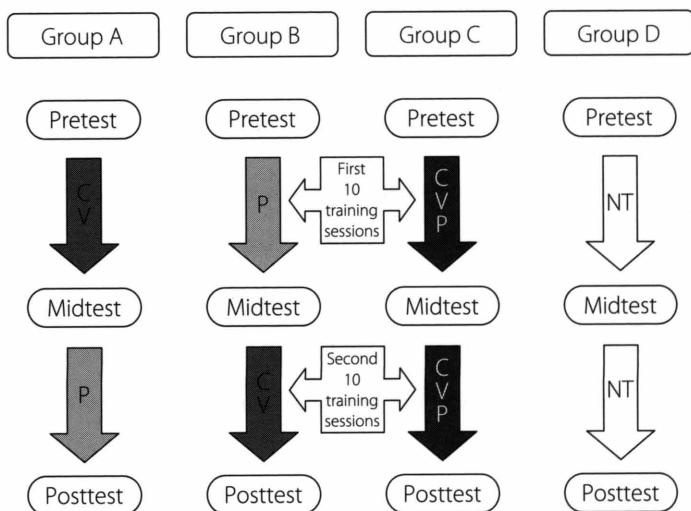 Group A Group B Group C Group D
Pretest Pretest Pretest Pretest
First
10
training
sessions
C
V
P
C
V
P
NT
Midtest Midtest Midtest Midtest
Second
10
training
sessions
P
C
V
C
V
P
NT
Posttest Posttest Posttest Posttest